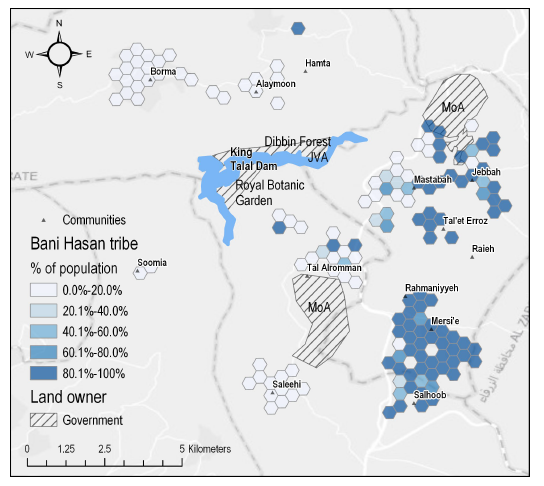 N
W
E
S
Hamta
Borma
Alaymoon
MoA
Dibbin Forest
King
JVA
Talal Dam
Jebbah
Mastabah
Royal Botanic
Garden
Communities
Tal'et Erroz
Bani Hasan tribe
Raieh
Soomia
% of population
Tal Alromman
0.0%-20.0%
Rahmaniyyeh
20.1%-40.0%
MoA
40.1%-60.0%
Mersi'e
60.1%-80.0%
80.1%-100%
Land owner
Saleehi
Salhoob
Government
محافظة الزرقاء
0
1.25
2.5
5 Kilometers